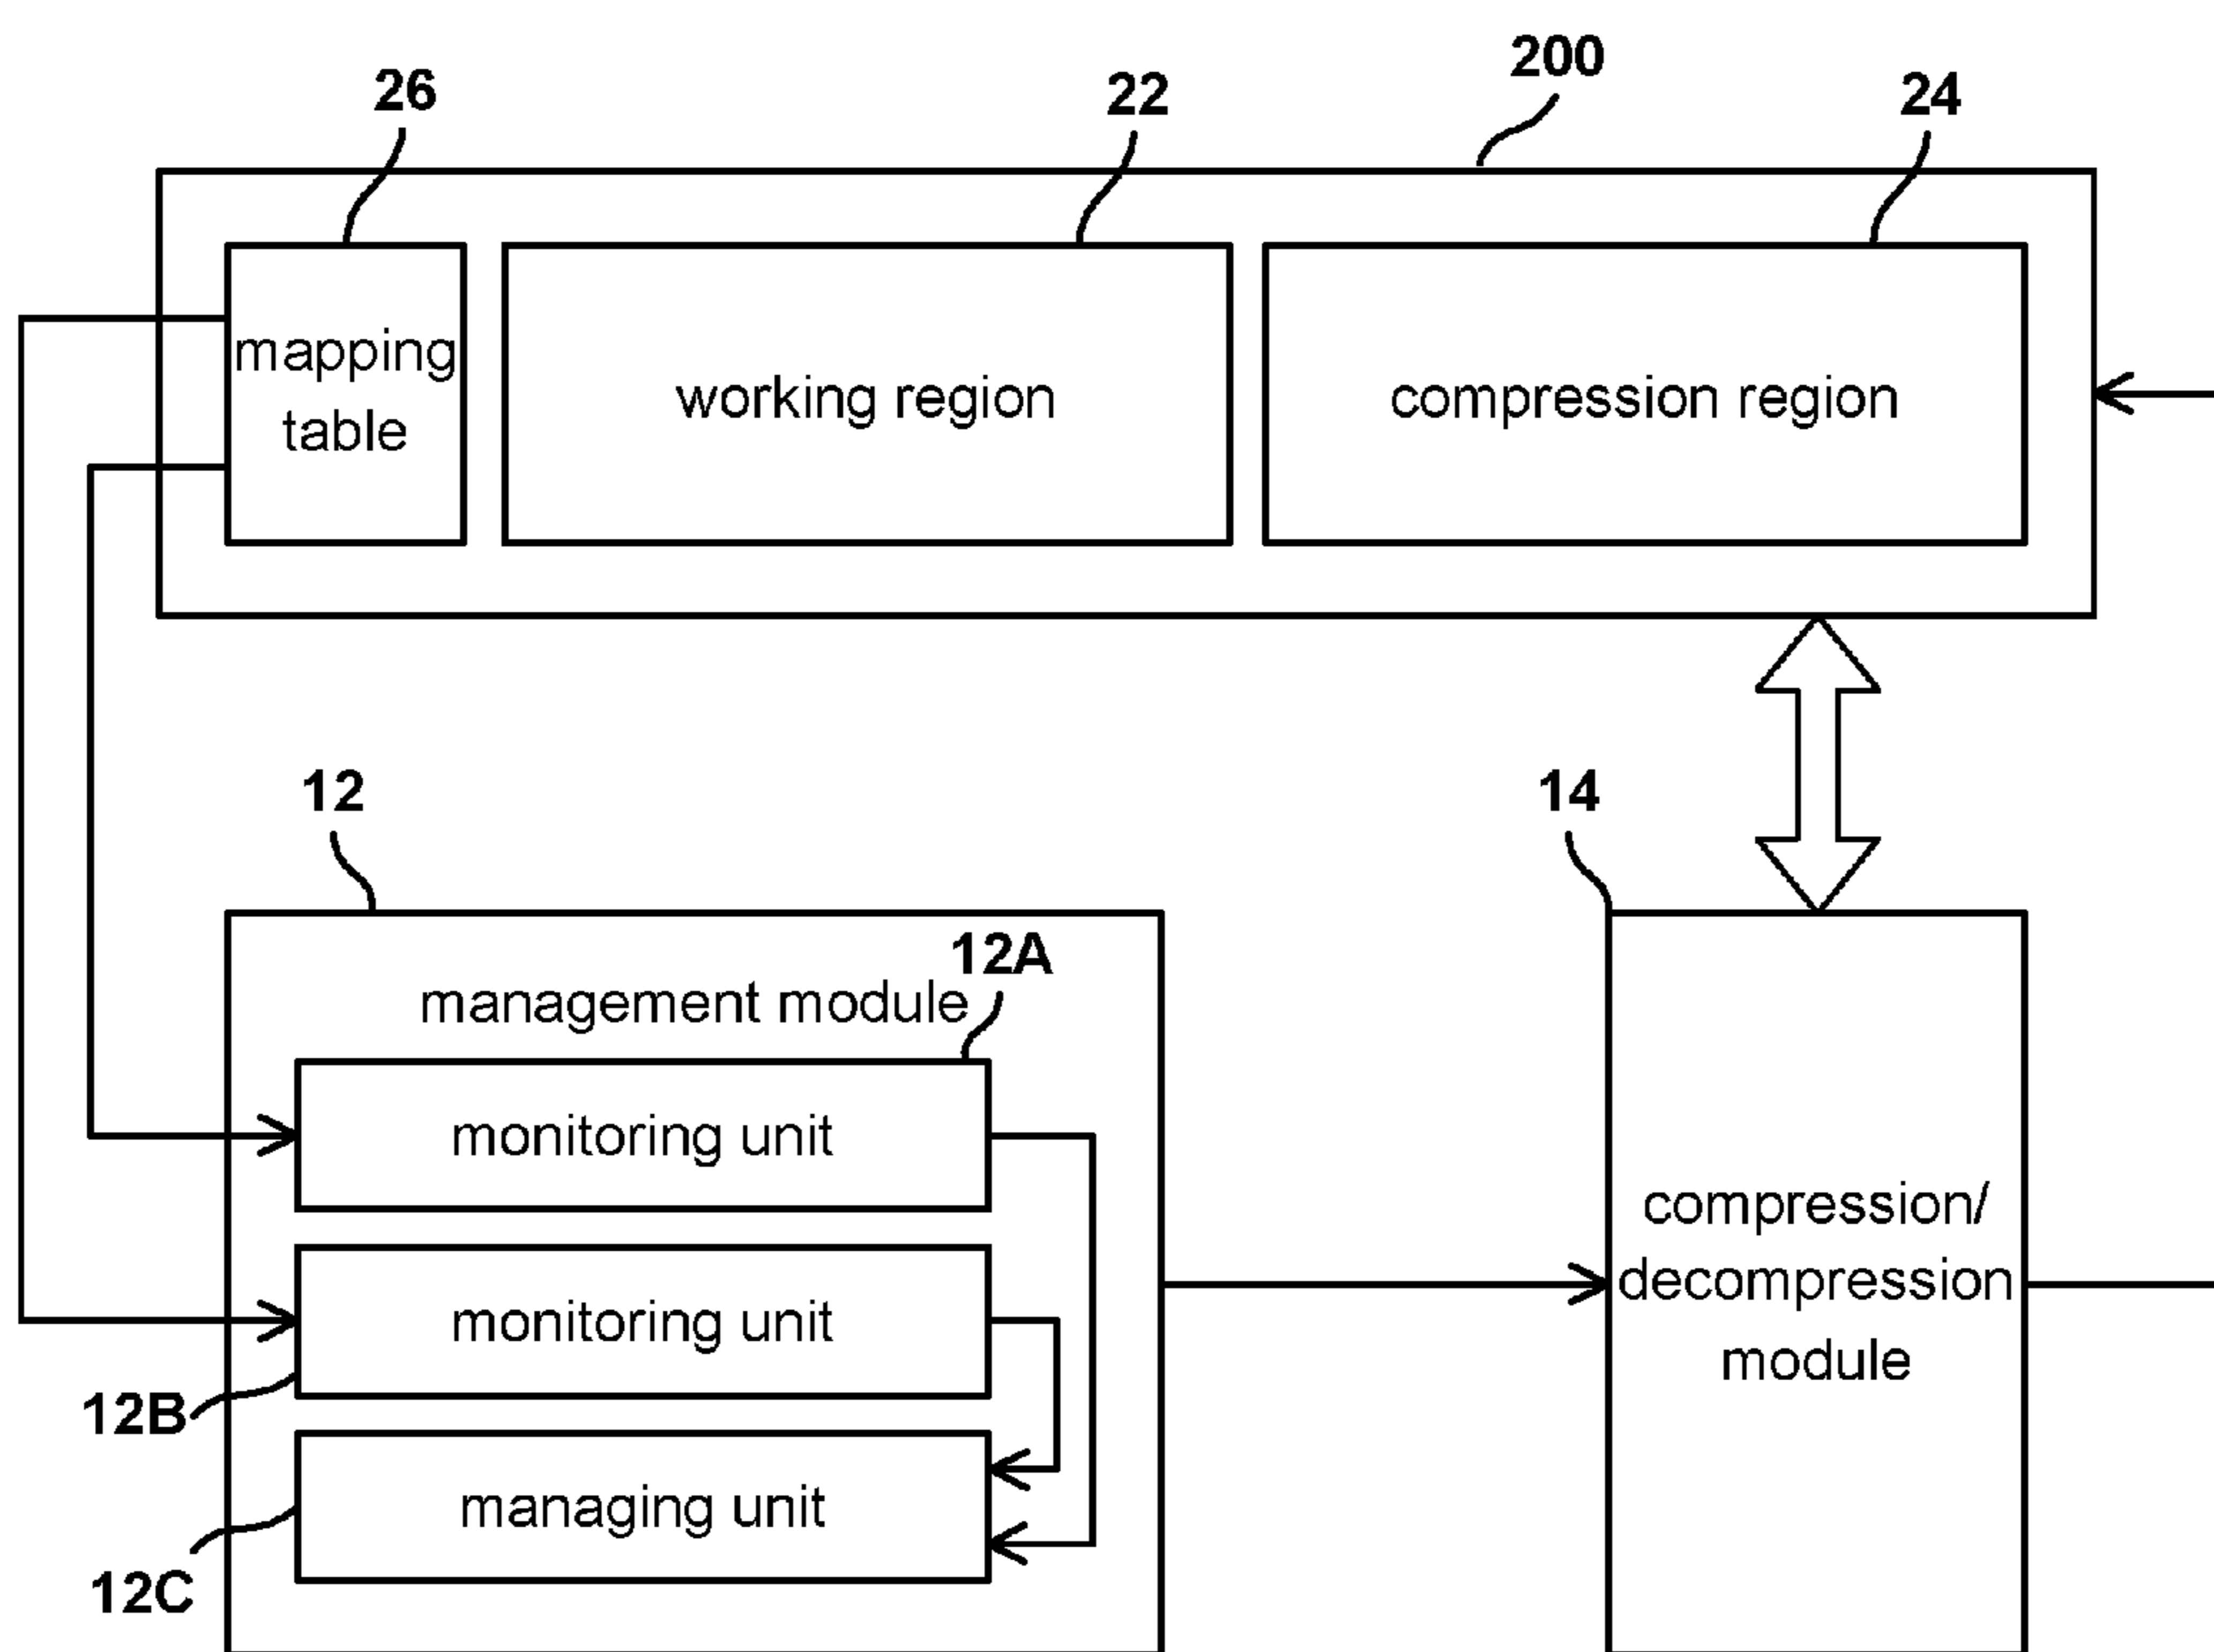 200
26
22
24
mapping
table
working region
compression region
12
14
12A
management module
monitoring unit
compression/
decompression
module
monitoring unit
12B
managing unit
12C